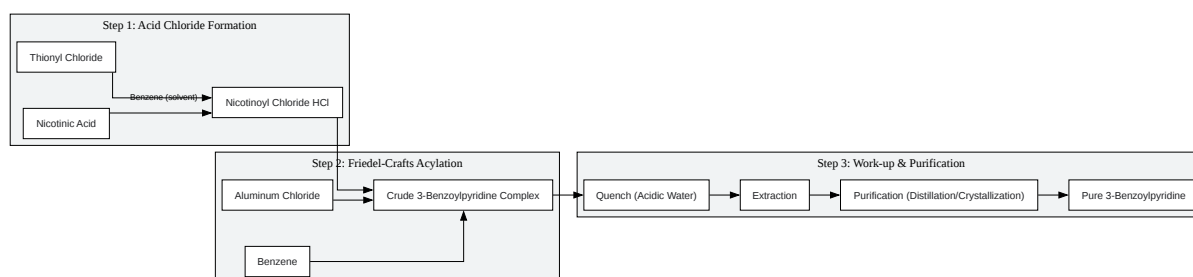 Step 1: Acid Chloride Formation
Thionyl Chloride
Benzene (solvent)
Nicotinoyl Chloride HCl
Nicotinic Acid
Step 2: Friedel-Crafts Acylation
Aluminum Chloride
Crude 3-Benzoylpyridine Complex
Benzene
Step 3: Work-up & Purification
Quench (Acidic Water)
Extraction
Purification (Distillation/Crystallization)
Pure 3-Benzoylpyridine